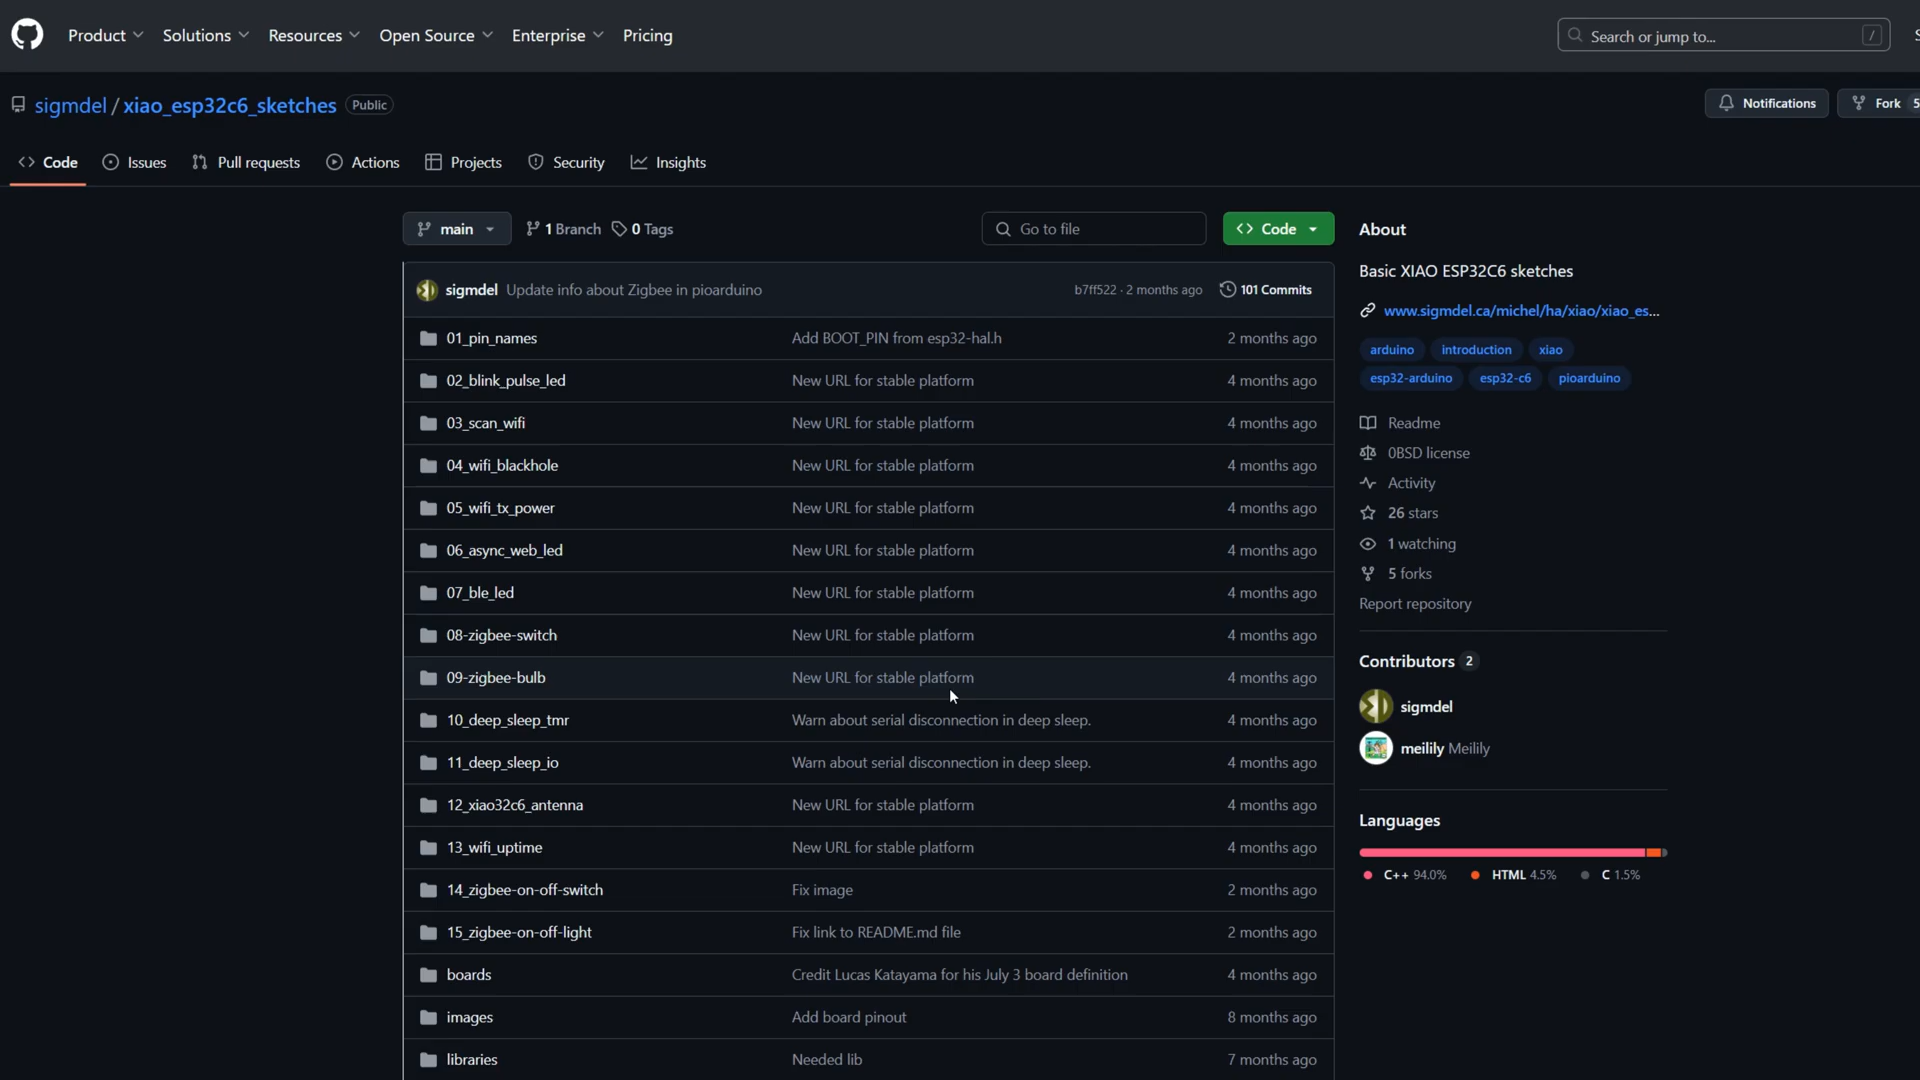 Product Solutions Resources Open Source Enterprise Pricing Search or jump to... /
sigmdel / xiao_esp32c6_sketches Public Notifications Fork 5
Code Issues Pull requests Actions Projects Security Insights
main 1 Branch 0 Tags Go to file Code
sigmdel Update info about Zigbee in pioarduino b7ff522 · 2 months ago 101 Commits
01_pin_names Add BOOT_PIN from esp32-hal.h 2 months ago
02_blink_pulse_led New URL for stable platform 4 months ago
03_scan_wifi New URL for stable platform 4 months ago
04_wifi_blackhole New URL for stable platform 4 months ago
05_wifi_tx_power New URL for stable platform 4 months ago
06_async_web_led New URL for stable platform 4 months ago
07_ble_led New URL for stable platform 4 months ago
08-zigbee-switch New URL for stable platform 4 months ago
09-zigbee-bulb New URL for stable platform 4 months ago
10_deep_sleep_tmr Warn about serial disconnection in deep sleep. 4 months ago
11_deep_sleep_io Warn about serial disconnection in deep sleep. 4 months ago
12_xiao32c6_antenna New URL for stable platform 4 months ago
13_wifi_uptime New URL for stable platform 4 months ago
14_zigbee-on-off-switch Fix image 2 months ago
15_zigbee-on-off-light Fix link to README.md file 2 months ago
boards Credit Lucas Katayama for his July 3 board definition 4 months ago
images Add board pinout 8 months ago
libraries Needed lib 7 months ago
About
Basic XIAO ESP32C6 sketches
www.sigmdel.ca/michel/ha/xiao/xiao_es...
arduino introduction xiao
esp32-arduino esp32-c6 pioarduino
Readme
0BSD license
Activity
26 stars
1 watching
5 forks
Report repository
Contributors 2
sigmdel
meilily Meilily
Languages
C++ 94.0% HTML 4.5% C 1.5%